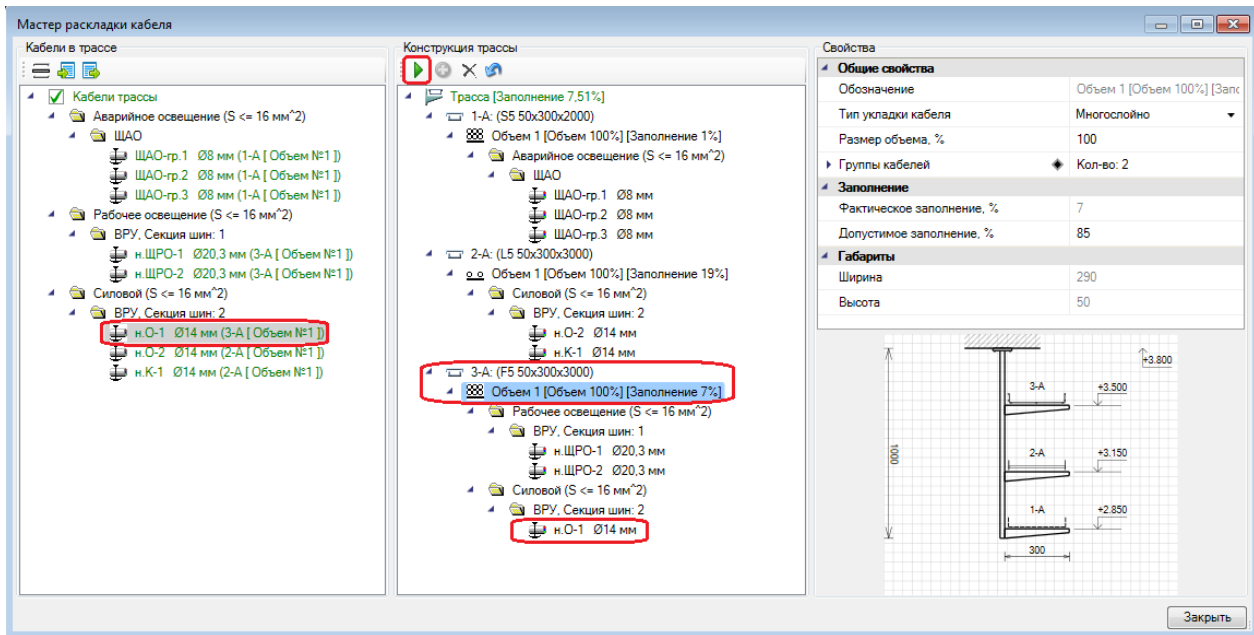 Мастер раскладки кабеля
Кабели в трассе
Кабели трассы
Аварийное освещение (S <= 16 мм^2)
ЩАО
ЩАО-гр.1 Ø8 мм (1-А [ Объем №1 ])
ЩАО-гр.2 Ø8 мм (1-А [ Объем №1 ])
ЩАО-гр.3 Ø8 мм (1-А [ Объем №1 ])
Рабочее освещение (S <= 16 мм^2)
ВРУ, Секция шин: 1
н.ЩРО-1 Ø20,3 мм (3-А [ Объем №1 ])
н.ЩРО-2 Ø20,3 мм (3-А [ Объем №1 ])
Силовой (S <= 16 мм^2)
ВРУ, Секция шин: 2
н.О-1 Ø14 мм (3-А [ Объем №1 ])
н.О-2 Ø14 мм (2-А [ Объем №1 ])
н.К-1 Ø14 мм (2-А [ Объем №1 ])
Конструкция трассы
Трасса [Заполнение 7,51%]
1-А: (S5 50x300x2000)
Объем 1 [Объем 100%] [Заполнение 1%]
Аварийное освещение (S <= 16 мм^2)
ЩАО
ЩАО-гр.1 Ø8 мм
ЩАО-гр.2 Ø8 мм
ЩАО-гр.3 Ø8 мм
2-А: (L5 50x300x3000)
Объем 1 [Объем 100%] [Заполнение 19%]
Силовой (S <= 16 мм^2)
ВРУ, Секция шин: 2
н.О-2 Ø14 мм
н.К-1 Ø14 мм
3-А: (F5 50x300x3000)
Объем 1 [Объем 100%] [Заполнение 7%]
Рабочее освещение (S <= 16 мм^2)
ВРУ, Секция шин: 1
н.ЩРО-1 Ø20,3 мм
н.ЩРО-2 Ø20,3 мм
Силовой (S <= 16 мм^2)
ВРУ, Секция шин: 2
н.О-1 Ø14 мм
Свойства
Общие свойства
Обозначение Объем 1 [Объем 100%] [Запс
Тип укладки кабеля Многослойно
Размер объема, % 100
Группы кабелей Кол-во: 2
Заполнение
Фактическое заполнение, % 7
Допустимое заполнение, % 85
Габариты
Ширина 290
Высота 50
+3.800
3-А +3.500
1000
2-А +3.150
1-А +2.850
300
Закрыть